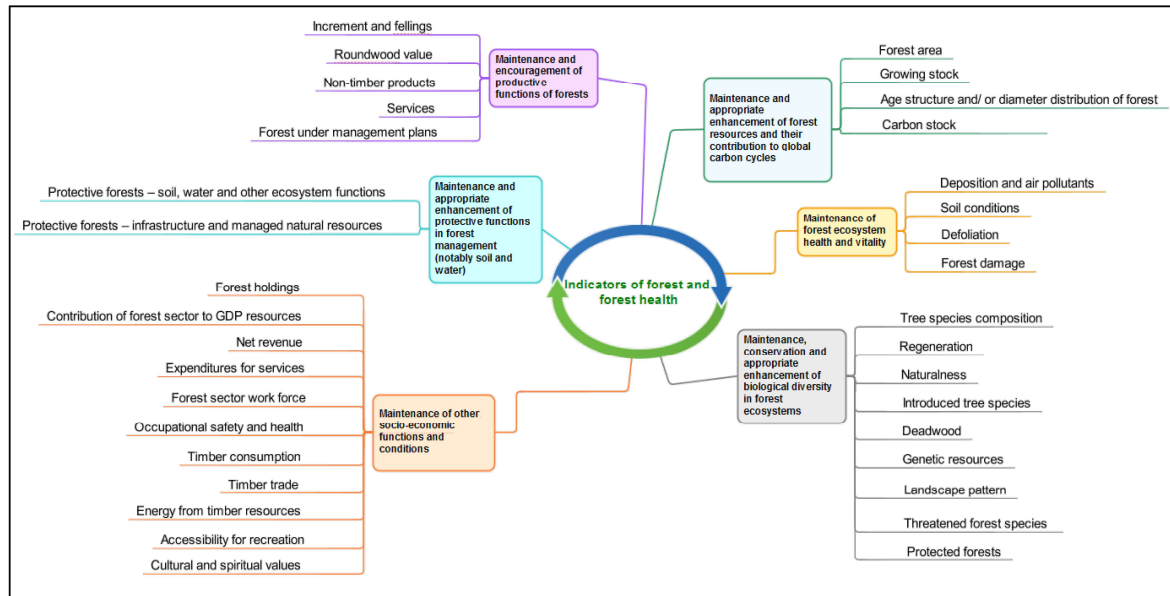 Increment and fellings
Roundwood value
Non-timber products
Services
Forest under management plans
Maintenance and
encouragement of
productive
functions of forests
Maintenance and
appropriate
enhancement of forest
resources and their
contribution to global
carbon cycles
Forest area
Growing stock
Age structure and/ or diameter distribution of forest
Carbon stock
Protective forests – soil, water and other ecosystem functions
Protective forests – infrastructure and managed natural resources
Maintenance and
appropriate
enhancement of
protective functions
in forest
management
(notably soil and
water)
Maintenance of
forest ecosystem
health and vitality
Deposition and air pollutants
Soil conditions
Defoliation
Forest damage
Indicators of forest and
forest health
Forest holdings
Contribution of forest sector to GDP resources
Net revenue
Expenditures for services
Forest sector work force
Occupational safety and health
Timber consumption
Timber trade
Energy from timber resources
Accessibility for recreation
Cultural and spiritual values
Maintenance of other
socio-economic
functions and
conditions
Maintenance,
conservation and
appropriate
enhancement of
biological diversity
in forest
ecosystems
Tree species composition
Regeneration
Naturalness
Introduced tree species
Deadwood
Genetic resources
Landscape pattern
Threatened forest species
Protected forests